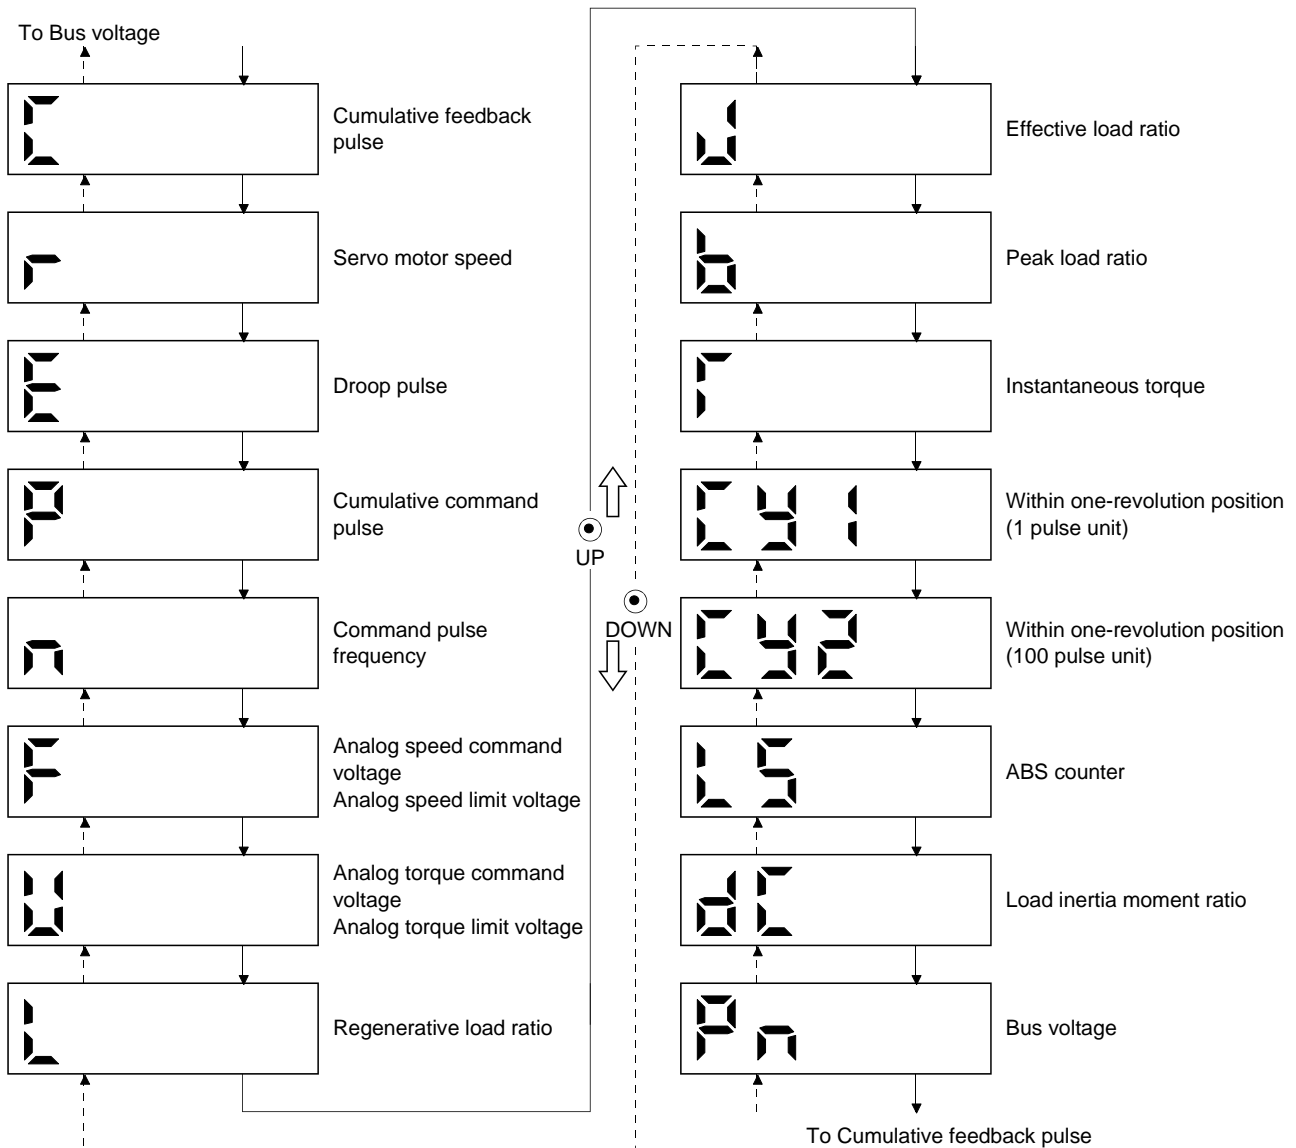 To Bus voltage
C
Cumulative feedback
pulse
r
Servo motor speed
E
Droop pulse
P
Cumulative command
pulse
n
Command pulse
frequency
F
Analog speed command
voltage
Analog speed limit voltage
U
Analog torque command
voltage
Analog torque limit voltage
L
Regenerative load ratio
UP
DOWN
J
Effective load ratio
b
Peak load ratio
T
Instantaneous torque
Cy1
Within one-revolution position
(1 pulse unit)
Cy2
Within one-revolution position
(100 pulse unit)
LS
ABS counter
dC
Load inertia moment ratio
Pn
Bus voltage
To Cumulative feedback pulse